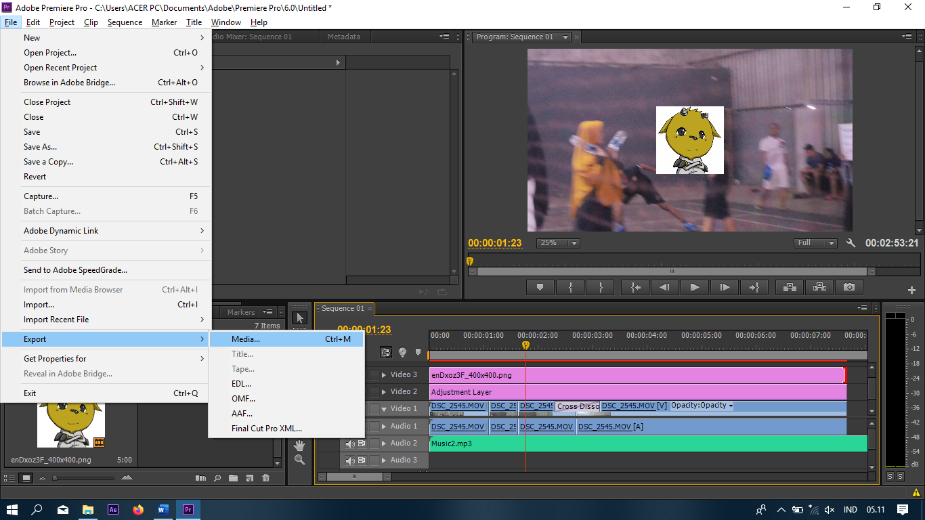 Adobe Premiere Pro - C:\Users\ACER PC\Documents\Adobe\Premiere Pro\6.0\Untitled *
File Edit Project Clip Sequence Marker Title Window Help
New
Open Project... Ctrl+O
Open Recent Project
Browse in Adobe Bridge... Ctrl+Alt+O
Close Project Ctrl+Shift+W
Close Ctrl+W
Save Ctrl+S
Save As... Ctrl+Shift+S
Save a Copy... Ctrl+Alt+S
Revert
Capture... F5
Batch Capture... F6
Adobe Dynamic Link
Adobe Story
Send to Adobe SpeedGrade...
Import from Media Browser Ctrl+Alt+I
Import... Ctrl+I
Import Recent File
Export
Get Properties for
Reveal in Adobe Bridge...
Exit Ctrl+Q
Media... Ctrl+M
Title...
Tape...
EDL...
OMF...
AAF...
Final Cut Pro XML...
dio Mixer: Sequence 01 Metadata
Program: Sequence 01
00:00:01:23 25% Full 00:02:53:21
Markers
7 Items
enDxoz3F_400x400.png 5:00
Sequence 01
00:00:01:23
00:00 00:00:01:00 00:00:02:00 00:00:03:00 00:00:04:00 00:00:05:00 00:00:06:00 00:00:07:00 00:00:
Video 3 enDxoz3F_400x400.png
Video 2 Adjustment Layer
Video 1 DSC_2545.MOV DSC_25 DSC_2545 Cross Disso DSC_2545.MOV [V] Opacity:Opacity
Audio 1 DSC_2545.MOV DSC_25 DSC_2545.MOV DSC_2545.MOV [A]
Audio 2 Music2.mp3
Audio 3
0
-6
-12
-18
-24
-30
-36
-42
-48
-54
dB
S S
IND 05.11